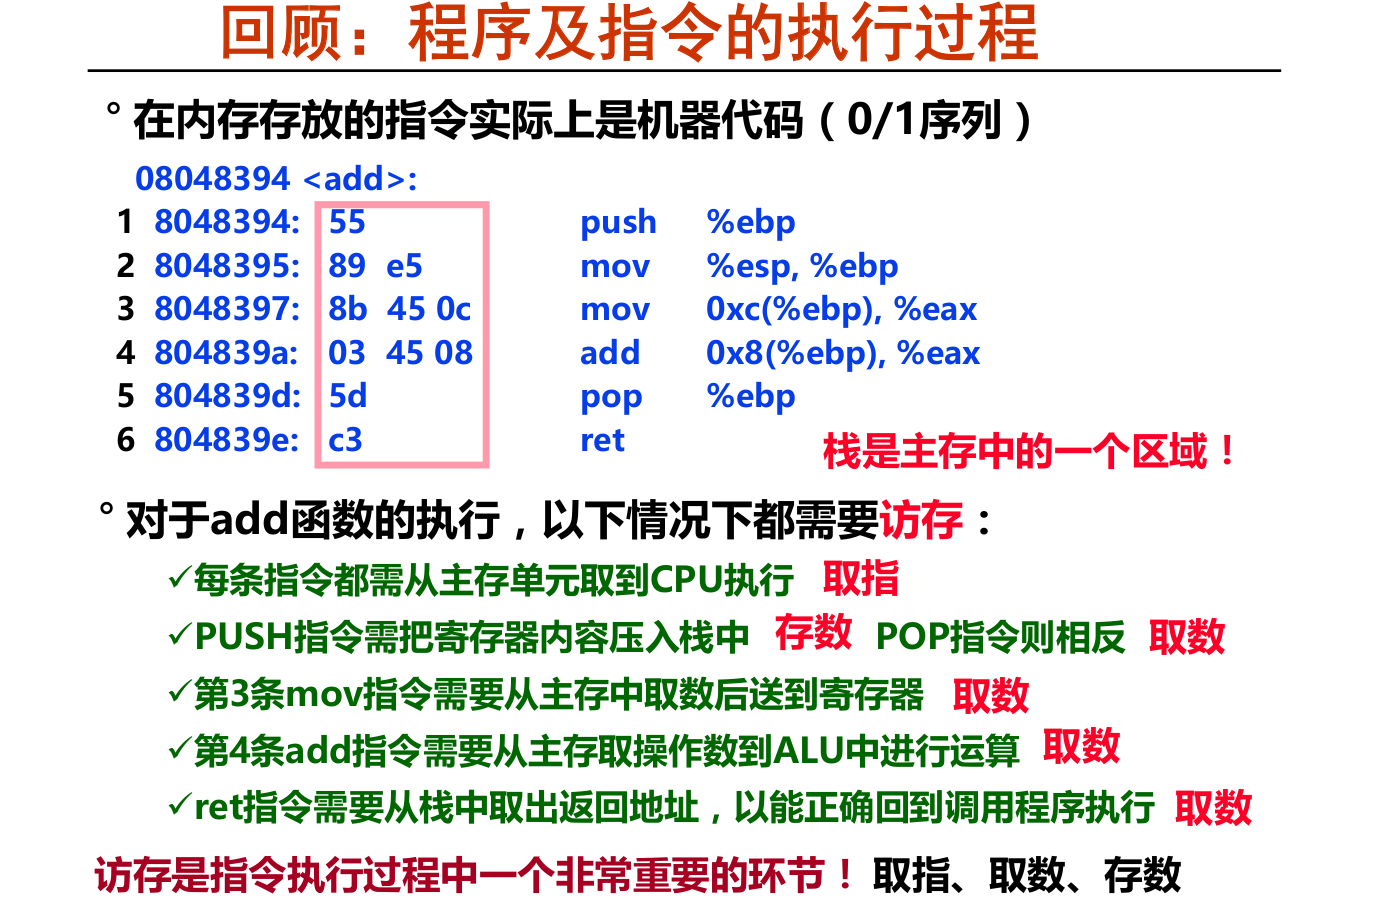 回顾：程序及指令的执行过程
° 在内存存放的指令实际上是机器代码（0/1序列）
08048394 <add>:
1 8048394: 55 push %ebp
2 8048395: 89 e5 mov %esp, %ebp
3 8048397: 8b 45 0c mov 0xc(%ebp), %eax
4 804839a: 03 45 08 add 0x8(%ebp), %eax
5 804839d: 5d pop %ebp
6 804839e: c3 ret
栈是主存中的一个区域！
° 对于add函数的执行，以下情况下都需要访存：
✓每条指令都需从主存单元取到CPU执行 取指
✓PUSH指令需把寄存器内容压入栈中 存数 POP指令则相反 取数
✓第3条mov指令需要从主存中取数后送到寄存器 取数
✓第4条add指令需要从主存取操作数到ALU中进行运算 取数
✓ret指令需要从栈中取出返回地址，以能正确回到调用程序执行 取数
访存是指令执行过程中一个非常重要的环节！ 取指、取数、存数